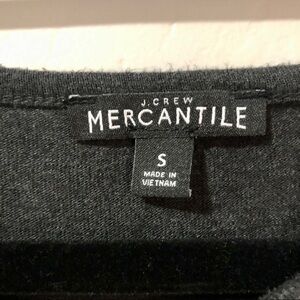 J.CREW
MERCANTILE
S
MADE IN
VIETNAM